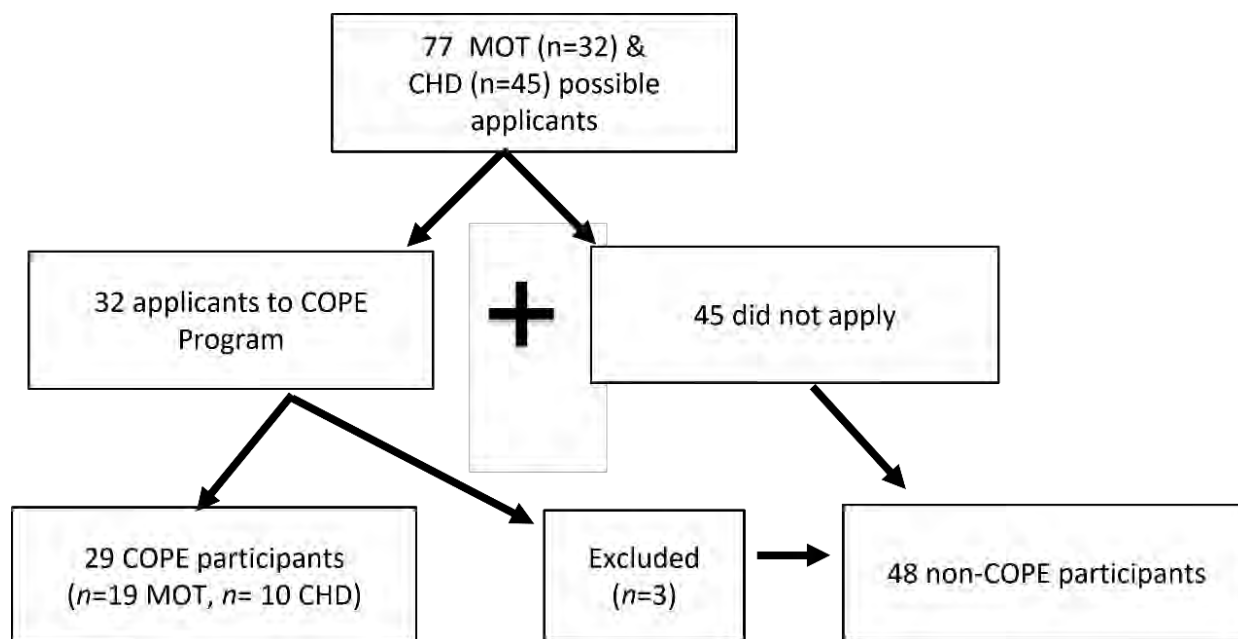 77 MOT (n=32) &
CHD (n=45) possible
applicants
32 applicants to COPE
Program
+
45 did not apply
29 COPE participants
(n=19 MOT, n= 10 CHD)
Excluded
(n=3)
48 non-COPE participants